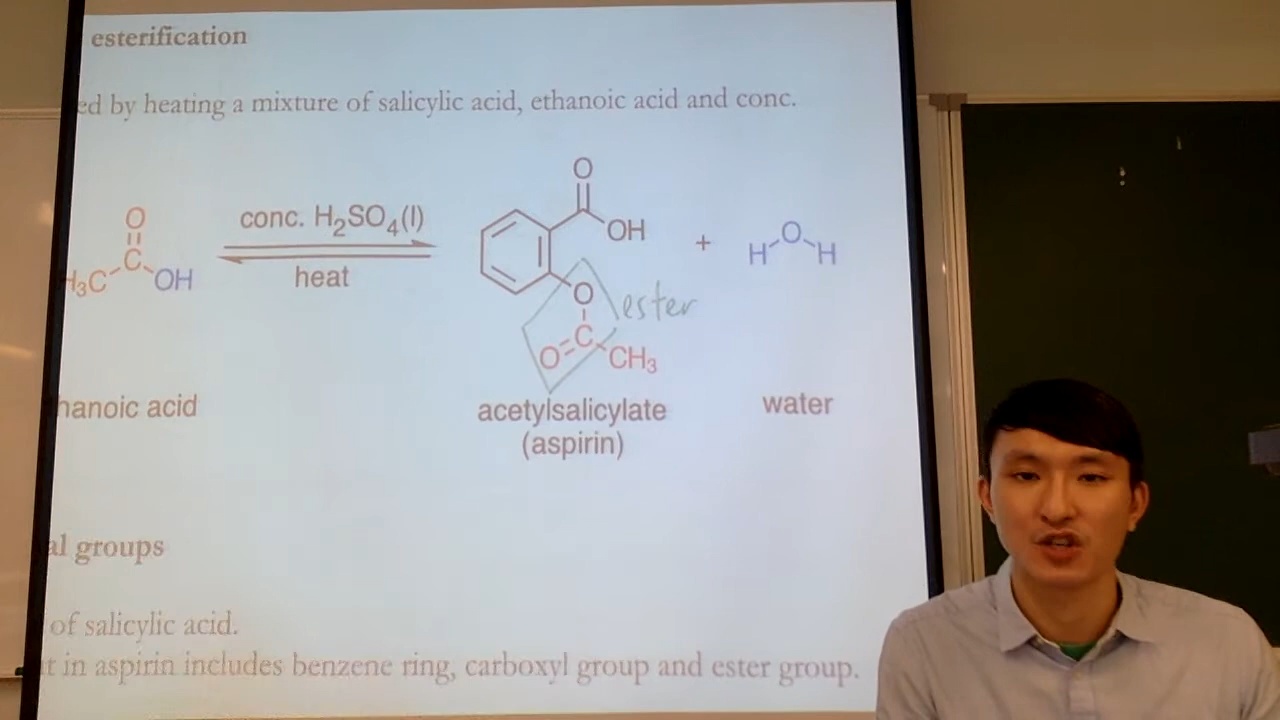 esterification
ed by heating a mixture of salicylic acid, ethanoic acid and conc.
O
conc. H₂SO₄(l)
heat
H₃C
C
OH
O
OH
O
ester
C
O
CH₃
+
H
O
H
hanoic acid
acetylsalicylate
(aspirin)
water
al groups
of salicylic acid.
t in aspirin includes benzene ring, carboxyl group and ester group.